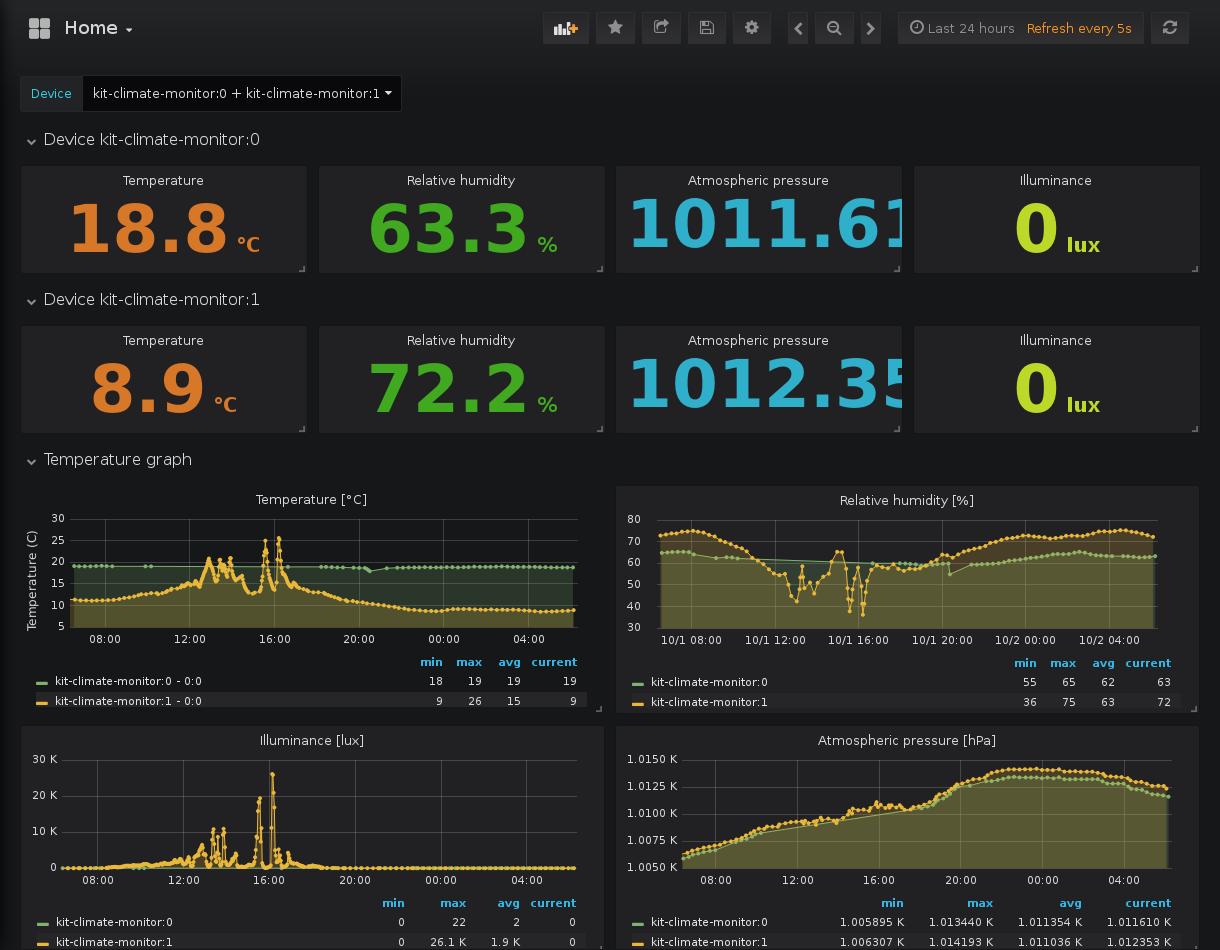 Home
Last 24 hours Refresh every 5s
Device kit-climate-monitor:0 + kit-climate-monitor:1
Device kit-climate-monitor:0
Temperature Relative humidity Atmospheric pressure Illuminance
18.8 °C 63.3 % 1011.61 0 lux
Device kit-climate-monitor:1
Temperature Relative humidity Atmospheric pressure Illuminance
8.9 °C 72.2 % 1012.35 0 lux
Temperature graph
Temperature [°C]
Temperature (C)
30
25
20
15
10
5
08:00 12:00 16:00 20:00 00:00 04:00
min max avg current
kit-climate-monitor:0 - 0:0 18 19 19 19
kit-climate-monitor:1 - 0:0 9 26 15 9
Relative humidity [%]
80
70
60
50
40
30
10/1 08:00 10/1 12:00 10/1 16:00 10/1 20:00 10/2 00:00 10/2 04:00
min max avg current
kit-climate-monitor:0 55 65 62 63
kit-climate-monitor:1 36 75 63 72
Illuminance [lux]
30 K
20 K
10 K
0
08:00 12:00 16:00 20:00 00:00 04:00
min max avg current
kit-climate-monitor:0 0 22 2 0
kit-climate-monitor:1 0 26.1 K 1.9 K 0
Atmospheric pressure [hPa]
1.0150 K
1.0125 K
1.0100 K
1.0075 K
1.0050 K
08:00 12:00 16:00 20:00 00:00 04:00
min max avg current
kit-climate-monitor:0 1.005895 K 1.013440 K 1.011354 K 1.011610 K
kit-climate-monitor:1 1.006307 K 1.014193 K 1.011036 K 1.012353 K